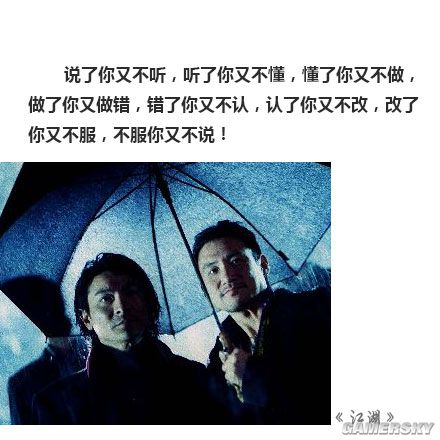 说了你又不听，听了你又不懂，懂了你又不做，
做了你又做错，错了你又不认，认了你又不改，改了
你又不服，不服你又不说！
《江湖》
GAMERSKY